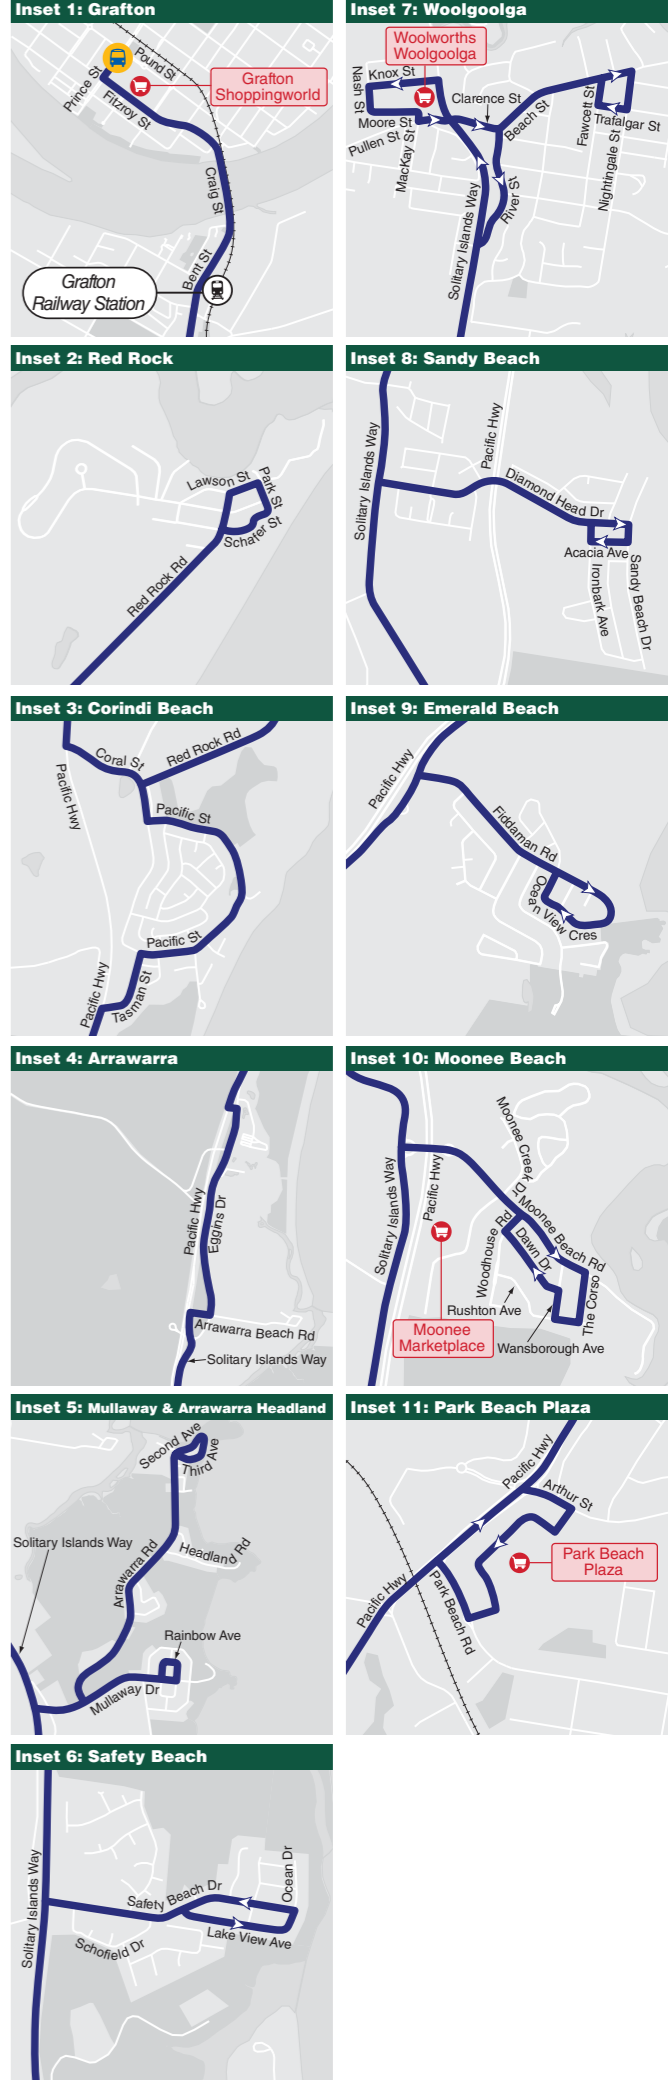 Inset 1: Grafton
Pound St
Prince St
Fitzroy St
Grafton
Shoppingworld
Craig St
Bent St
Grafton
Railway Station
Inset 2: Red Rock
Lawson St
Park St
Schafer St
Red Rock Rd
Inset 3: Corindi Beach
Coral St
Red Rock Rd
Pacific Hwy
Pacific St
Pacific St
Pacific Hwy
Tasman St
Inset 4: Arrawarra
Pacific Hwy
Eggins Dr
Arrawarra Beach Rd
Solitary Islands Way
Inset 5: Mullaway & Arrawarra Headland
Second Ave
Third Ave
Solitary Islands Way
Headland Rd
Arrawarra Rd
Rainbow Ave
Mullaway Dr
Inset 6: Safety Beach
Solitary Islands Way
Safety Beach Dr
Ocean Dr
Lake View Ave
Schofield Dr
Inset 7: Woolgoolga
Woolworths
Woolgoolga
Knox St
Nash St
Clarence St
Moore St
Pullen St
MacKay St
Beach St
Fawcett St
Trafalgar St
Nightingale St
River St
Solitary Islands Way
Inset 8: Sandy Beach
Pacific Hwy
Solitary Islands Way
Diamond Head Dr
Acacia Ave
Ironbark Ave
Sandy Beach Dr
Inset 9: Emerald Beach
Pacific Hwy
Fiddaman Rd
Ocean View Cres
Inset 10: Moonee Beach
Moonee Creek Dr
Solitary Islands Way
Pacific Hwy
Moonee Beach Rd
Woodhouse Rd
Dawn Dr
Rushton Ave
The Corso
Moonee
Marketplace
Wansborough Ave
Inset 11: Park Beach Plaza
Pacific Hwy
Arthur St
Park Beach
Plaza
Pacific Hwy
Park Beach Rd